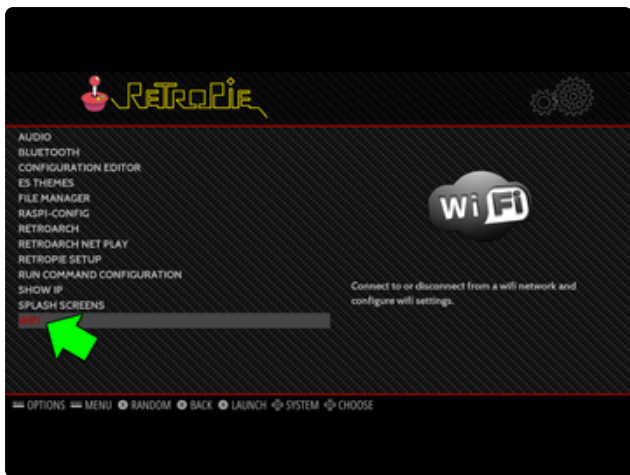 RetroPie
AUDIO
BLUETOOTH
CONFIGURATION EDITOR
ES THEMES
FILE MANAGER
RASPI-CONFIG
RETROARCH
RETROARCH NET PLAY
RETROPIE SETUP
RUN COMMAND CONFIGURATION
SHOW IP
SPLASH SCREENS
WIFI
Wi Fi
Connect to or disconnect from a wifi network and
configure wifi settings.
OPTIONS MENU RANDOM BACK LAUNCH SYSTEM CHOOSE